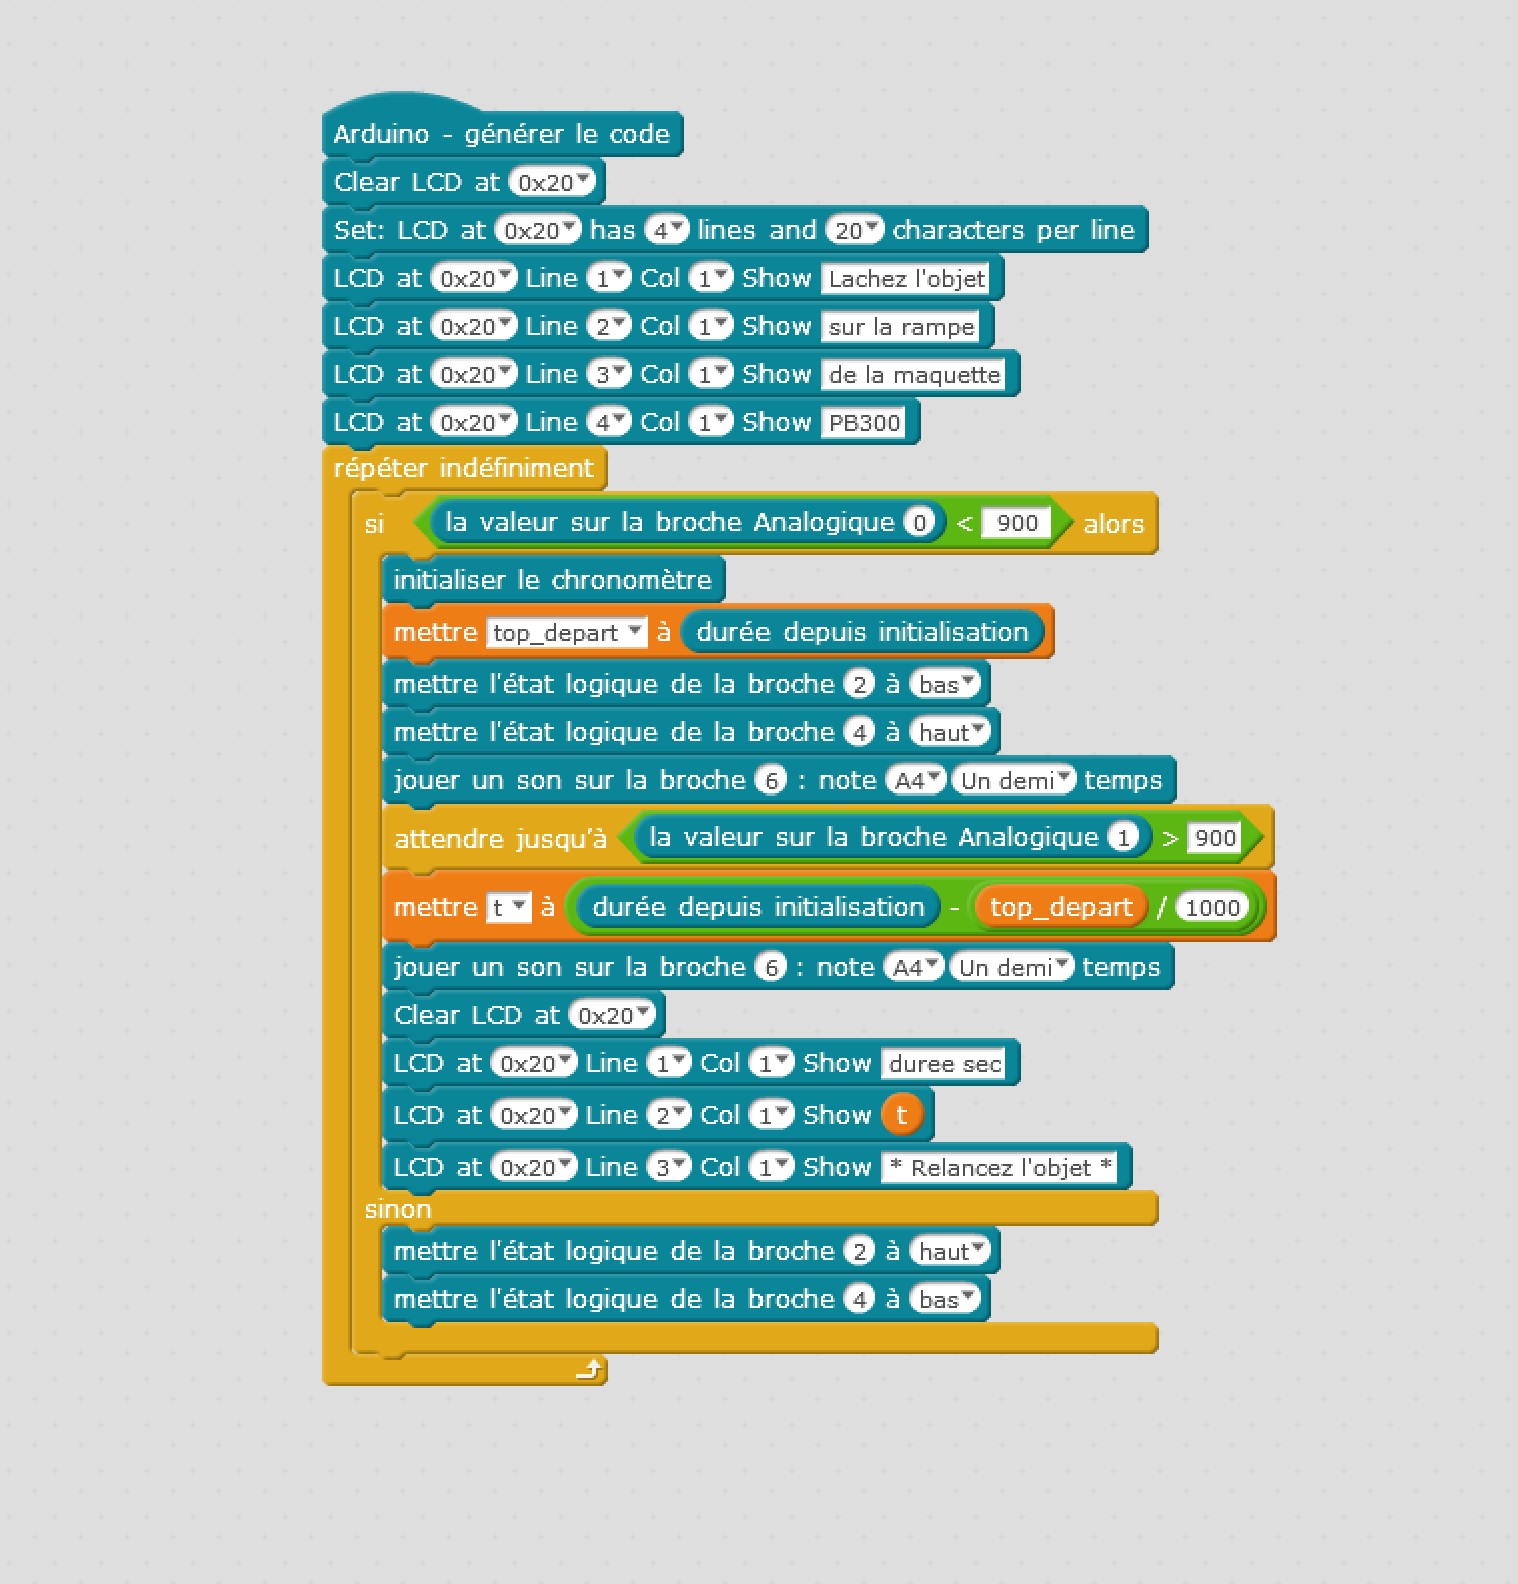 Arduino - générer le code
Clear LCD at 0x20
Set: LCD at 0x20 has 4 lines and 20 characters per line
LCD at 0x20 Line 1 Col 1 Show Lachez l'objet
LCD at 0x20 Line 2 Col 1 Show sur la rampe
LCD at 0x20 Line 3 Col 1 Show de la maquette
LCD at 0x20 Line 4 Col 1 Show PB300
répéter indéfiniment
si la valeur sur la broche Analogique 0 < 900 alors
initialiser le chronomètre
mettre top_depart à durée depuis initialisation
mettre l'état logique de la broche 2 à bas
mettre l'état logique de la broche 4 à haut
jouer un son sur la broche 6 : note A4 Un demi temps
attendre jusqu'à la valeur sur la broche Analogique 1 > 900
mettre t à durée depuis initialisation - top_depart / 1000
jouer un son sur la broche 6 : note A4 Un demi temps
Clear LCD at 0x20
LCD at 0x20 Line 1 Col 1 Show duree sec
LCD at 0x20 Line 2 Col 1 Show t
LCD at 0x20 Line 3 Col 1 Show * Relancez l'objet *
sinon
mettre l'état logique de la broche 2 à haut
mettre l'état logique de la broche 4 à bas